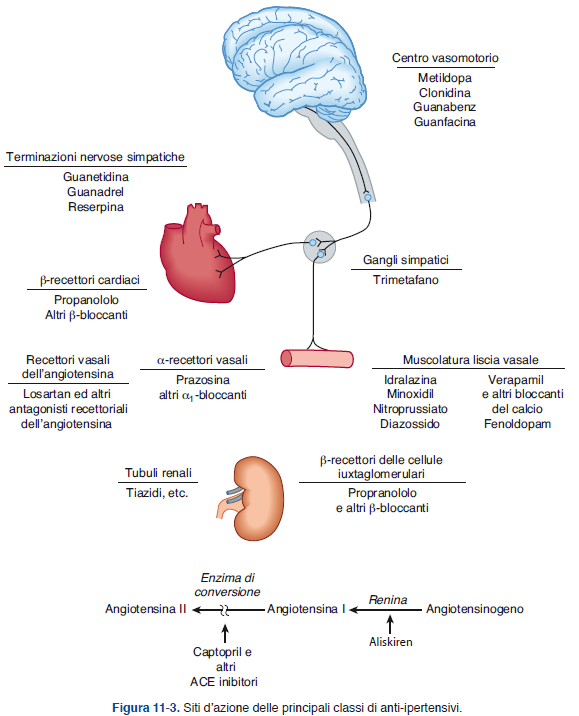 Centro vasomotorio
Metildopa
Clonidina
Guanabenz
Guanfacina
Terminazioni nervose simpatiche
Guanetidina
Guanadrel
Reserpina
Gangli simpatici
Trimetafano
β-recettori cardiaci
Propanololo
Altri β-bloccanti
Recettori vasali
dell'angiotensina
Losartan ed altri
antagonisti recettoriali
dell'angiotensina
α-recettori vasali
Prazosina
altri α1-bloccanti
Muscolatura liscia vasale
Idralazina
Minoxidil
Nitroprussiato
Diazossido
Verapamil
e altri bloccanti
del calcio
Fenoldopam
Tubuli renali
Tiazidi, etc.
β-recettori delle cellule
iuxtaglomerulari
Propranololo
e altri β-bloccanti
Enzima di
conversione
Renina
Angiotensina II
Angiotensina I
Angiotensinogeno
Captopril e
altri
ACE inibitori
Aliskiren
Figura 11-3. Siti d'azione delle principali classi di anti-ipertensivi.